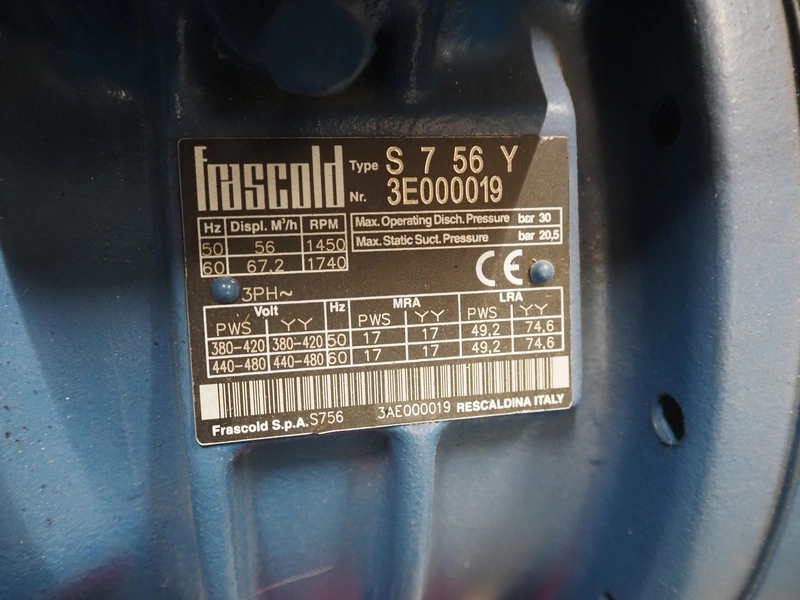 Frascold Type S 7 56 Y
Nr. 3E000019
Hz Displ. M³/h RPM
50 56 1450
60 67.2 1740
Max. Operating Disch. Pressure bar 30
Max. Static Suct. Pressure bar 20,5
CE
3PH~
Volt Hz MRA LRA
PWS YY PWS YY PWS YY
380-420 380-420 50 17 17 49,2 74,6
440-480 440-480 60 17 17 49,2 74,6
Frascold S.p.A. S756 3AE000019 RESCALDINA ITALY